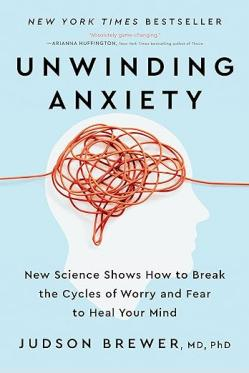 NEW YORK TIMES BESTSELLER
"Absolutely game-changing."
—ARIANNA HUFFINGTON, New York Times bestselling author of Thrive
UNWINDING
ANXIETY
New Science Shows How to Break
the Cycles of Worry and Fear
to Heal Your Mind
JUDSON BREWER, MD, PhD